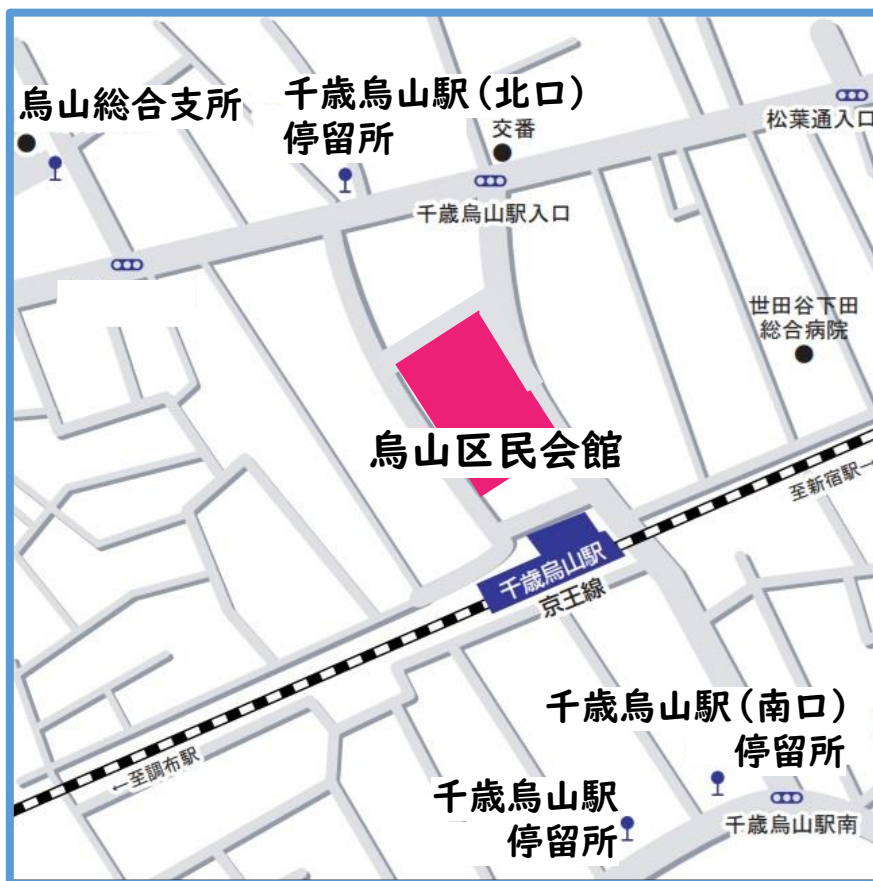 烏山総合支所
千歳烏山駅(北口)
停留所
交番
松葉通入口
千歳烏山駅入口
世田谷下田
総合病院
烏山区民会館
至新宿駅→
千歳烏山駅
京王線
千歳烏山駅(南口)
停留所
←至調布駅
千歳烏山駅
停留所
千歳烏山駅南